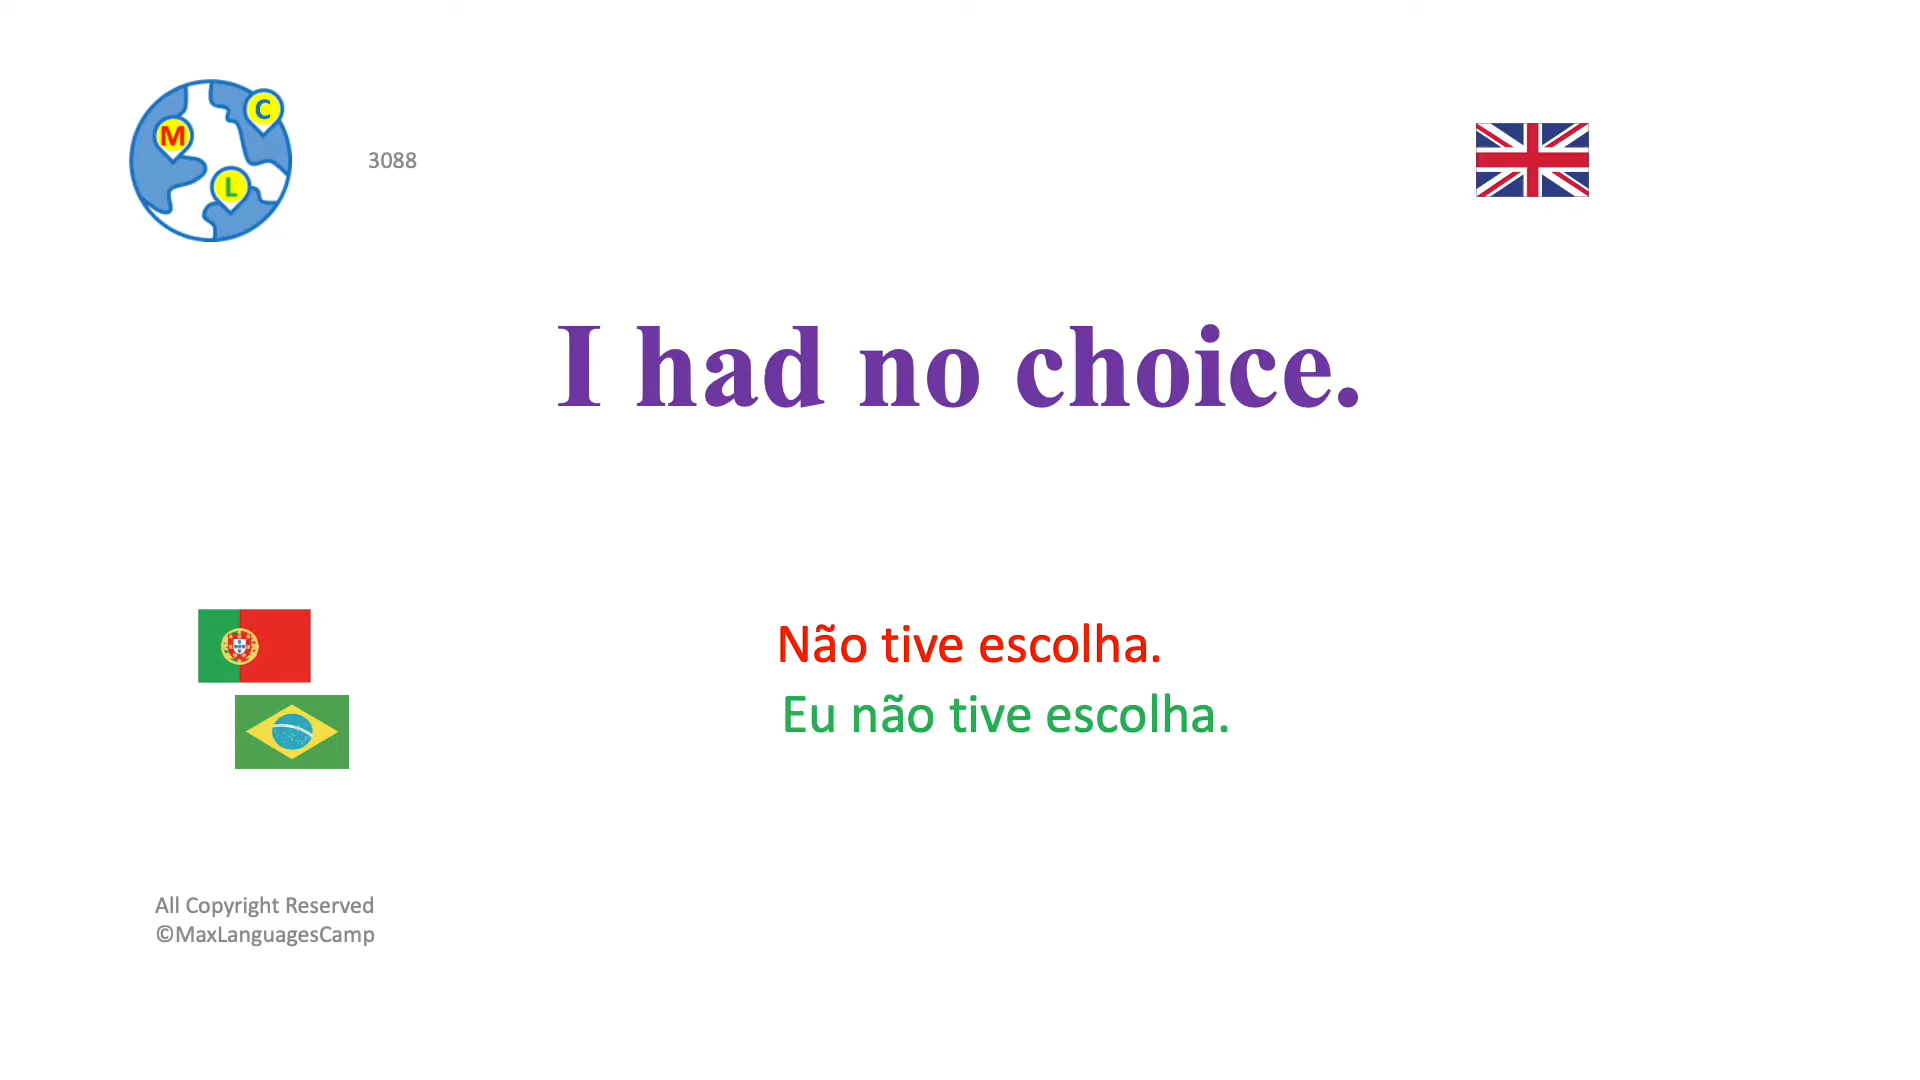 M
C
L
3088
I had no choice.
Não tive escolha.
Eu não tive escolha.
All Copyright Reserved
©MaxLanguagesCamp